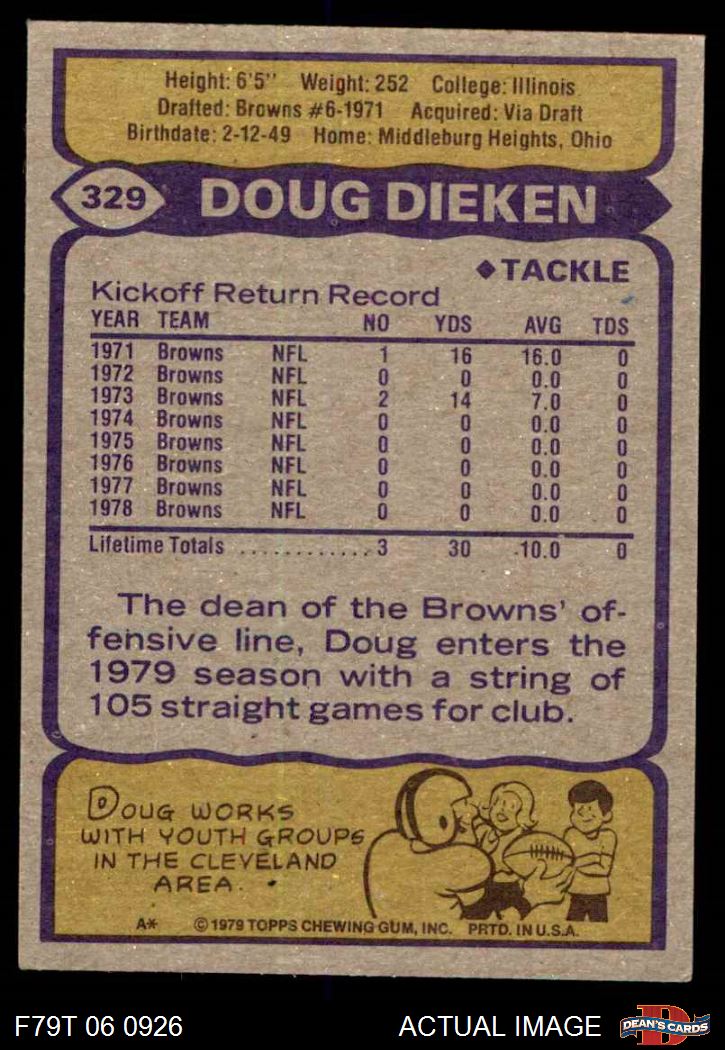 Height: 6'5" Weight: 252 College: Illinois
Drafted: Browns #6-1971 Acquired: Via Draft
Birthdate: 2-12-49 Home: Middleburg Heights, Ohio
329 DOUG DIEKEN
◆TACKLE
Kickoff Return Record
YEAR TEAM NO YDS AVG TDS
1971 Browns NFL 1 16 16.0 0
1972 Browns NFL 0 0 0.0 0
1973 Browns NFL 2 14 7.0 0
1974 Browns NFL 0 0 0.0 0
1975 Browns NFL 0 0 0.0 0
1976 Browns NFL 0 0 0.0 0
1977 Browns NFL 0 0 0.0 0
1978 Browns NFL 0 0 0.0 0
Lifetime Totals ............ 3 30 10.0 0
The dean of the Browns' of-
fensive line, Doug enters the
1979 season with a string of
105 straight games for club.
DOUG WORKS
WITH YOUTH GROUPS
IN THE CLEVELAND
AREA.
A* © 1979 TOPPS CHEWING GUM, INC. PRTD. IN U.S.A.
F79T 06 0926 ACTUAL IMAGE D DEAN'S CARDS